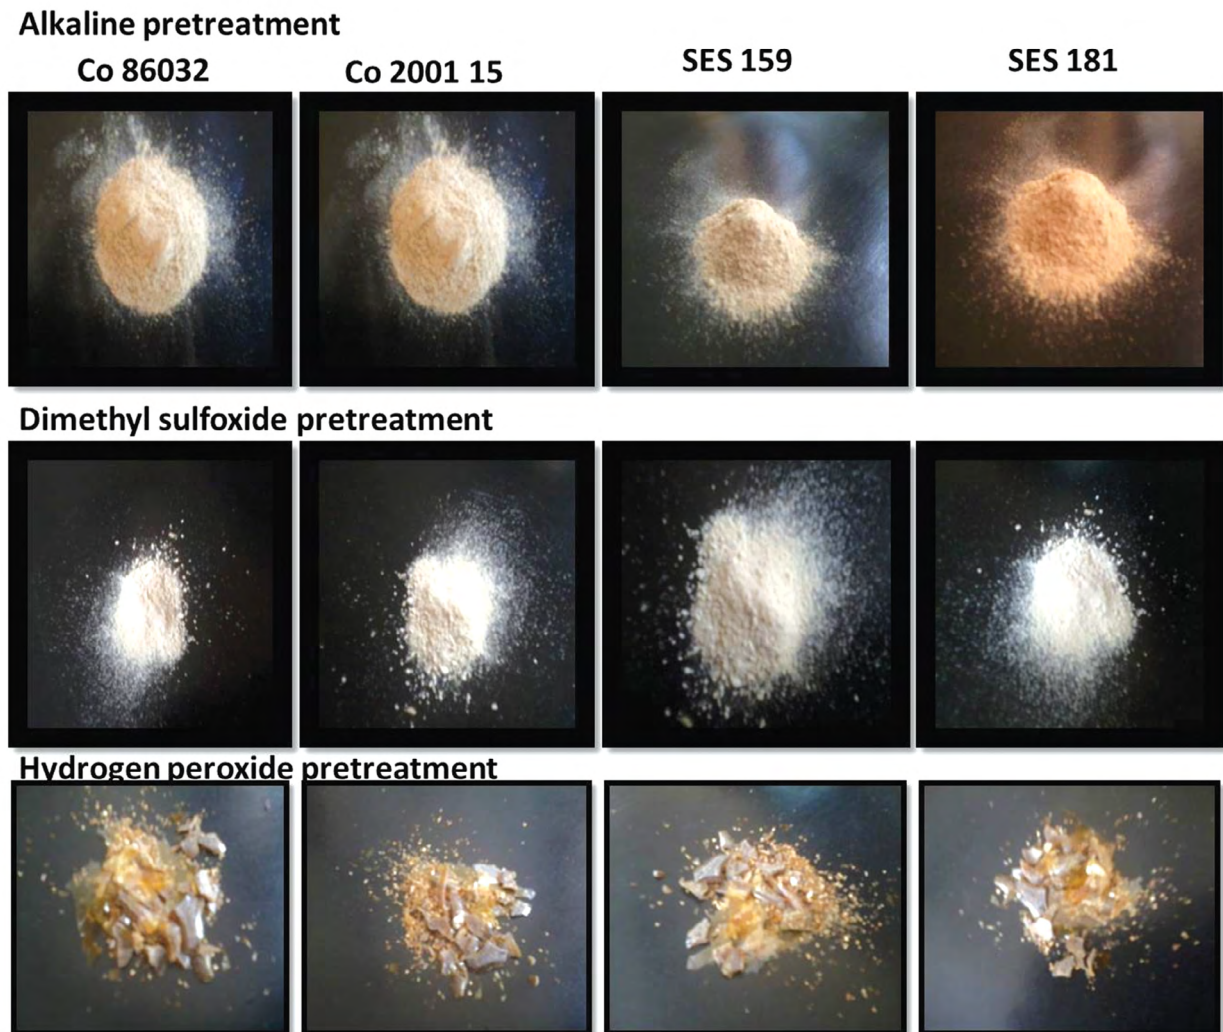 Alkaline pretreatment
Co 86032
Co 2001 15
SES 159
SES 181
Dimethyl sulfoxide pretreatment
Hydrogen peroxide pretreatment